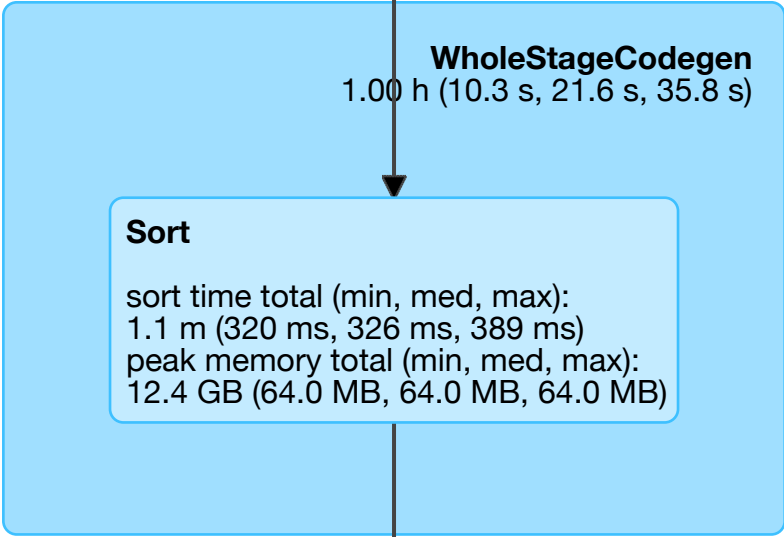 WholeStageCodegen
1.00 h (10.3 s, 21.6 s, 35.8 s)
Sort
sort time total (min, med, max):
1.1 m (320 ms, 326 ms, 389 ms)
peak memory total (min, med, max):
12.4 GB (64.0 MB, 64.0 MB, 64.0 MB)